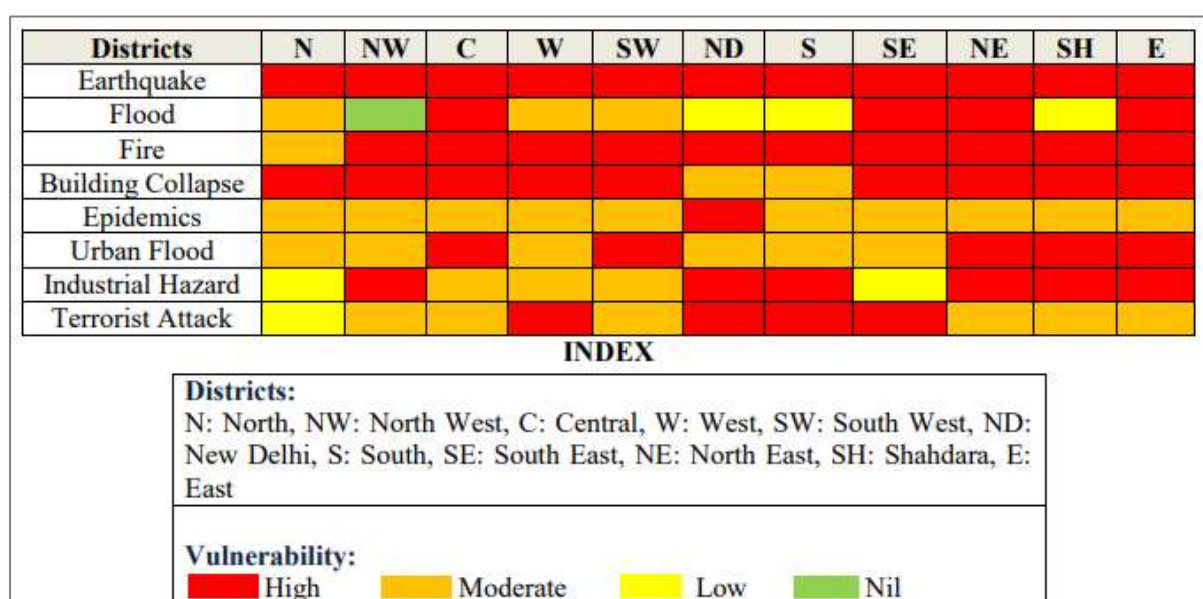 Districts N NW C W SW ND S SE NE SH E
Earthquake
Flood
Fire
Building Collapse
Epidemics
Urban Flood
Industrial Hazard
Terrorist Attack
INDEX
Districts:
N: North, NW: North West, C: Central, W: West, SW: South West, ND:
New Delhi, S: South, SE: South East, NE: North East, SH: Shahdara, E:
East
Vulnerability:
High Moderate Low Nil